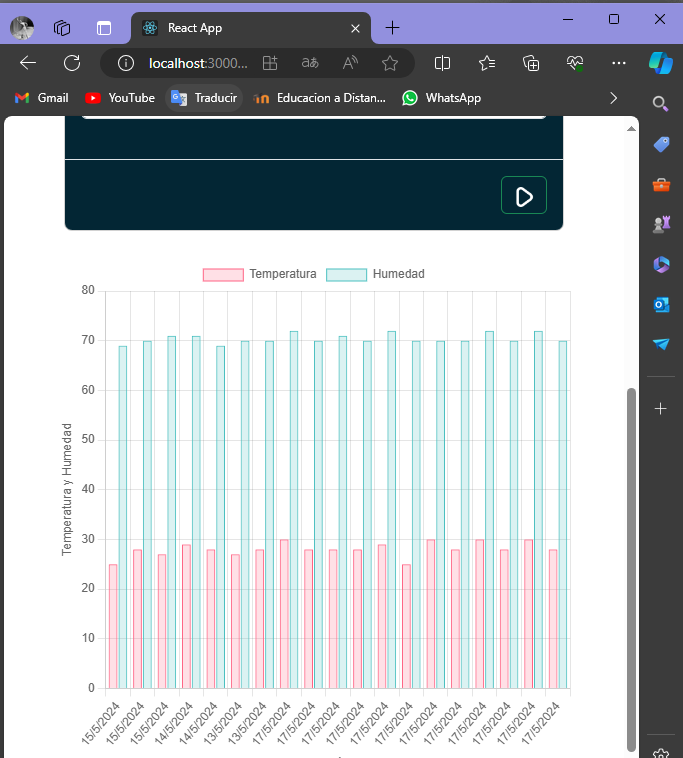 React App
localhost:3000...
aあ
A
Gmail
YouTube
Traducir
Educacion a Distan...
WhatsApp
Temperatura
Humedad
80
70
60
50
40
30
20
10
0
Temperatura y Humedad
15/5/2024
15/5/2024
15/5/2024
14/5/2024
14/5/2024
13/5/2024
13/5/2024
17/5/2024
17/5/2024
17/5/2024
17/5/2024
17/5/2024
17/5/2024
17/5/2024
17/5/2024
17/5/2024
17/5/2024
17/5/2024
17/5/2024